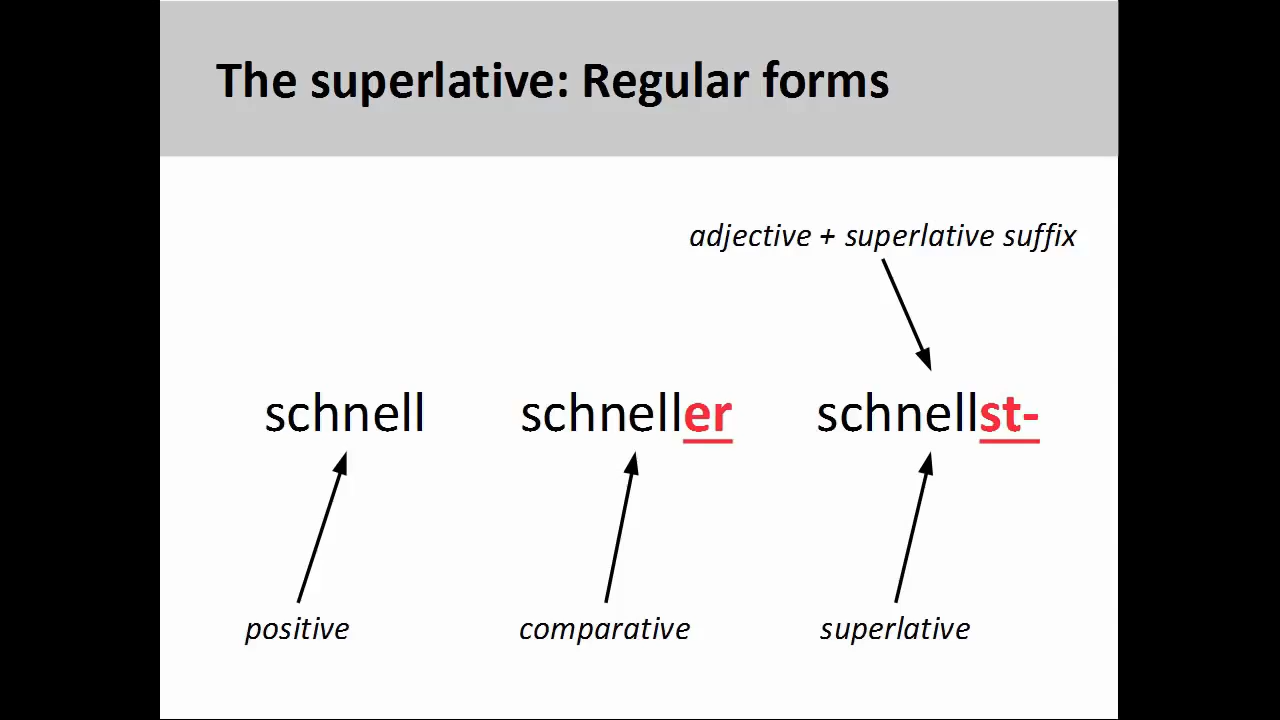 The superlative: Regular forms
adjective + superlative suffix
schnell schneller schnellst-
positive comparative superlative